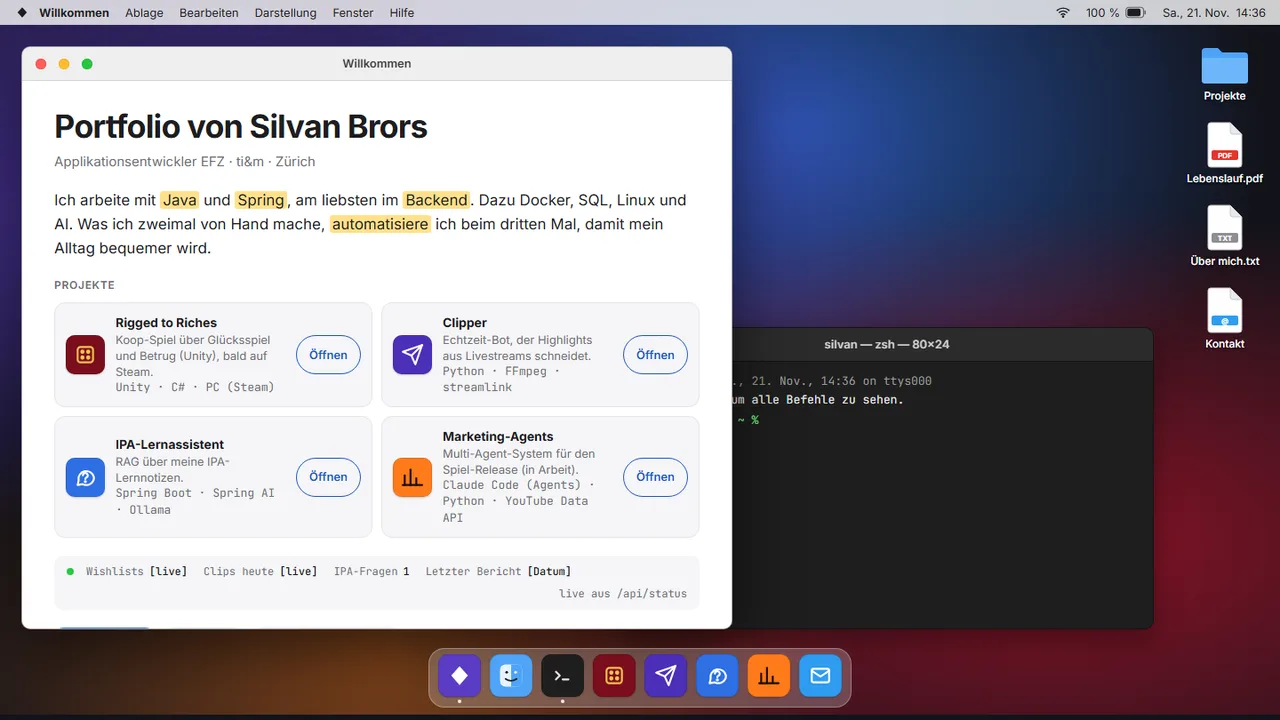 Willkommen Ablage Bearbeiten Darstellung Fenster Hilfe 100 % Sa., 21. Nov. 14:36
Willkommen
Portfolio von Silvan Brors
Applikationsentwickler EFZ · ti&m · Zürich
Ich arbeite mit Java und Spring, am liebsten im Backend. Dazu Docker, SQL, Linux und
AI. Was ich zweimal von Hand mache, automatisiere ich beim dritten Mal, damit mein
Alltag bequemer wird.
PROJEKTE
Rigged to Riches
Koop-Spiel über Glücksspiel
und Betrug (Unity), bald auf
Steam.
Unity · C# · PC (Steam)
Öffnen
Clipper
Echtzeit-Bot, der Highlights
aus Livestreams schneidet.
Python · FFmpeg ·
streamlink
Öffnen
IPA-Lernassistent
RAG über meine IPA-
Lernnotizen.
Spring Boot · Spring AI
· Ollama
Öffnen
Marketing-Agents
Multi-Agent-System für den
Spiel-Release (in Arbeit).
Claude Code (Agents) ·
Python · YouTube Data
API
Öffnen
Wishlists [live] Clips heute [live] IPA-Fragen 1 Letzter Bericht [Datum]
live aus /api/status
silvan — zsh — 80×24
., 21. Nov., 14:36 on ttys000
um alle Befehle zu sehen.
~ %
Projekte
PDF
Lebenslauf.pdf
TXT
Über mich.txt
@
Kontakt